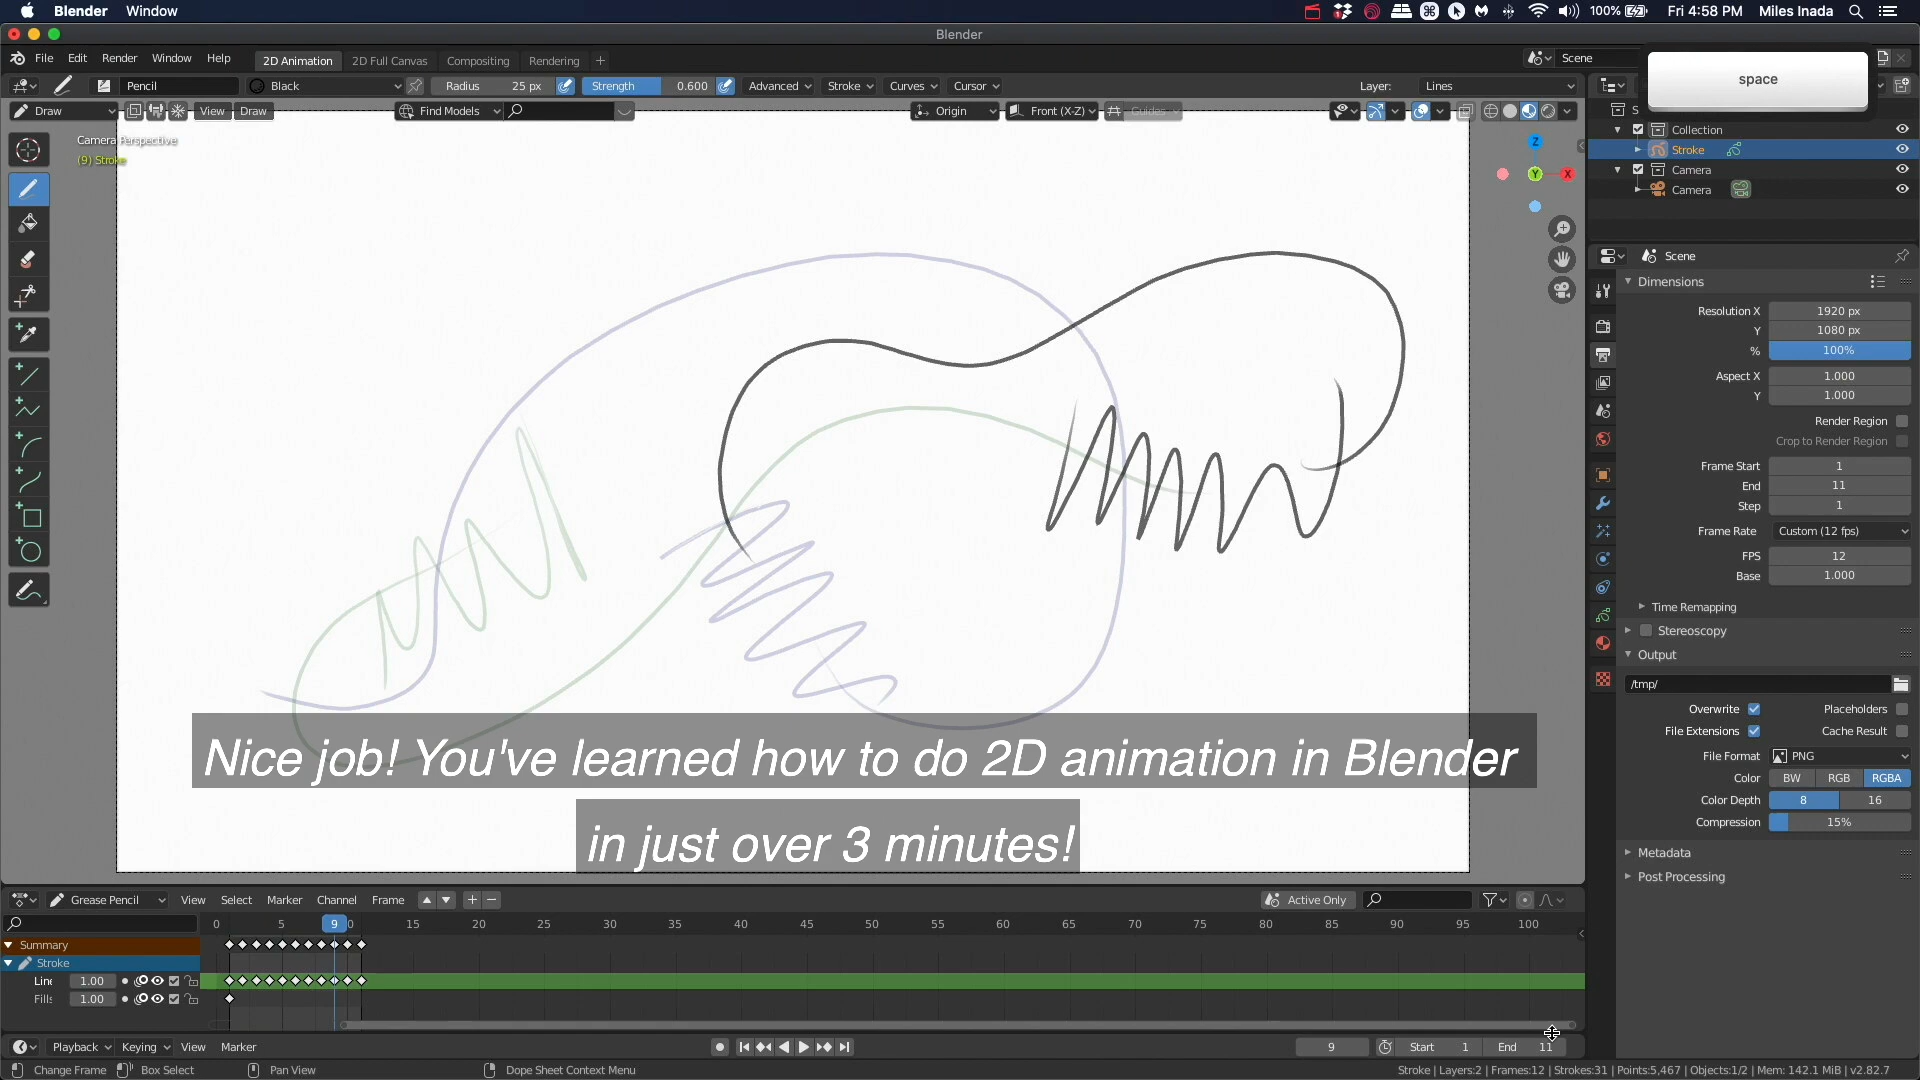 Blender Window 100% Fri 4:58 PM Miles Inada
Blender
File Edit Render Window Help 2D Animation 2D Full Canvas Compositing Rendering + Scene
space
Pencil Black Radius 25 px Strength 0.600 Advanced Stroke Curves Cursor Layer: Lines
Draw View Draw Find Models Origin Front (X-Z) Guides
Camera Perspective
(9) Stroke
Z
Y
X
Collection
Stroke
Camera
Camera
Scene
Dimensions
Resolution X 1920 px
Y 1080 px
% 100%
Aspect X 1.000
Y 1.000
Render Region
Crop to Render Region
Frame Start 1
End 11
Step 1
Frame Rate Custom (12 fps)
FPS 12
Base 1.000
Time Remapping
Stereoscopy
Output
/tmp/
Overwrite Placeholders
File Extensions Cache Result
File Format PNG
Color BW RGB RGBA
Color Depth 8 16
Compression 15%
Metadata
Post Processing
Nice job! You've learned how to do 2D animation in Blender
in just over 3 minutes!
Grease Pencil View Select Marker Channel Frame Active Only
0 5 9 15 20 25 30 35 40 45 50 55 60 65 70 75 80 85 90 95 100
Summary
Stroke
Line 1.00
Fills 1.00
Playback Keying View Marker 9 Start 1 End 11
Change Frame Box Select Pan View Dope Sheet Context Menu Stroke | Layers:2 | Frames:12 | Strokes:31 | Points:5,467 | Objects:1/2 | Mem: 142.1 MiB | v2.82.7